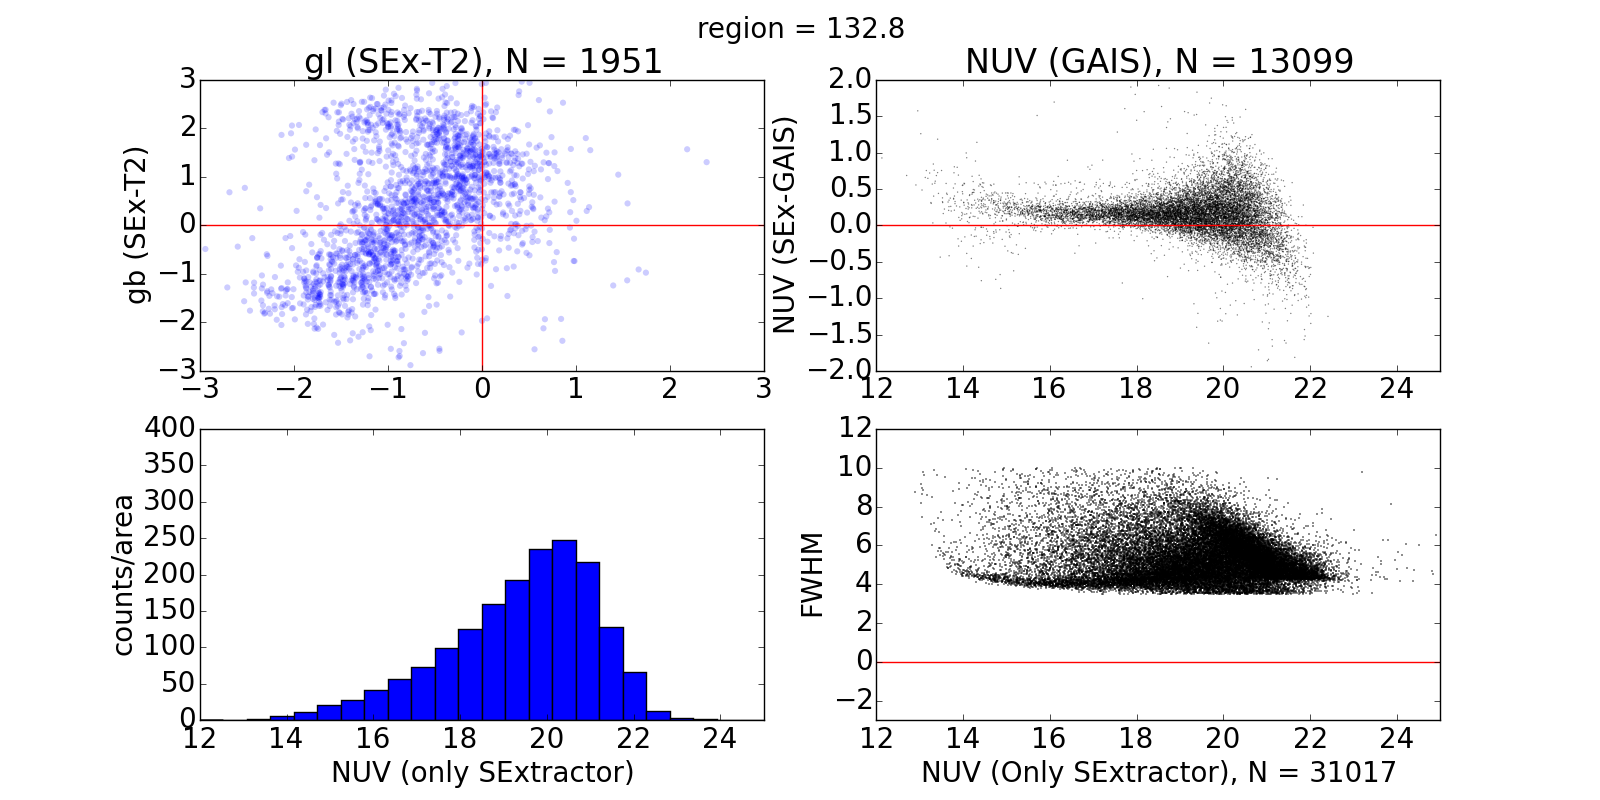 region = 132.8
gl (SEx-T2), N = 1951
NUV (GAIS), N = 13099
gb (SEx-T2)
3
2
1
0
−1
−2
−3
−3 −2 −1 0 1 2 3
NUV (SEx-GAIS)
2.0
1.5
1.0
0.5
0.0
−0.5
−1.0
−1.5
−2.0
12 14 16 18 20 22 24
counts/area
400
350
300
250
200
150
100
50
0
12 14 16 18 20 22 24
NUV (only SExtractor)
FWHM
12
10
8
6
4
2
0
−2
12 14 16 18 20 22 24
NUV (Only SExtractor), N = 31017